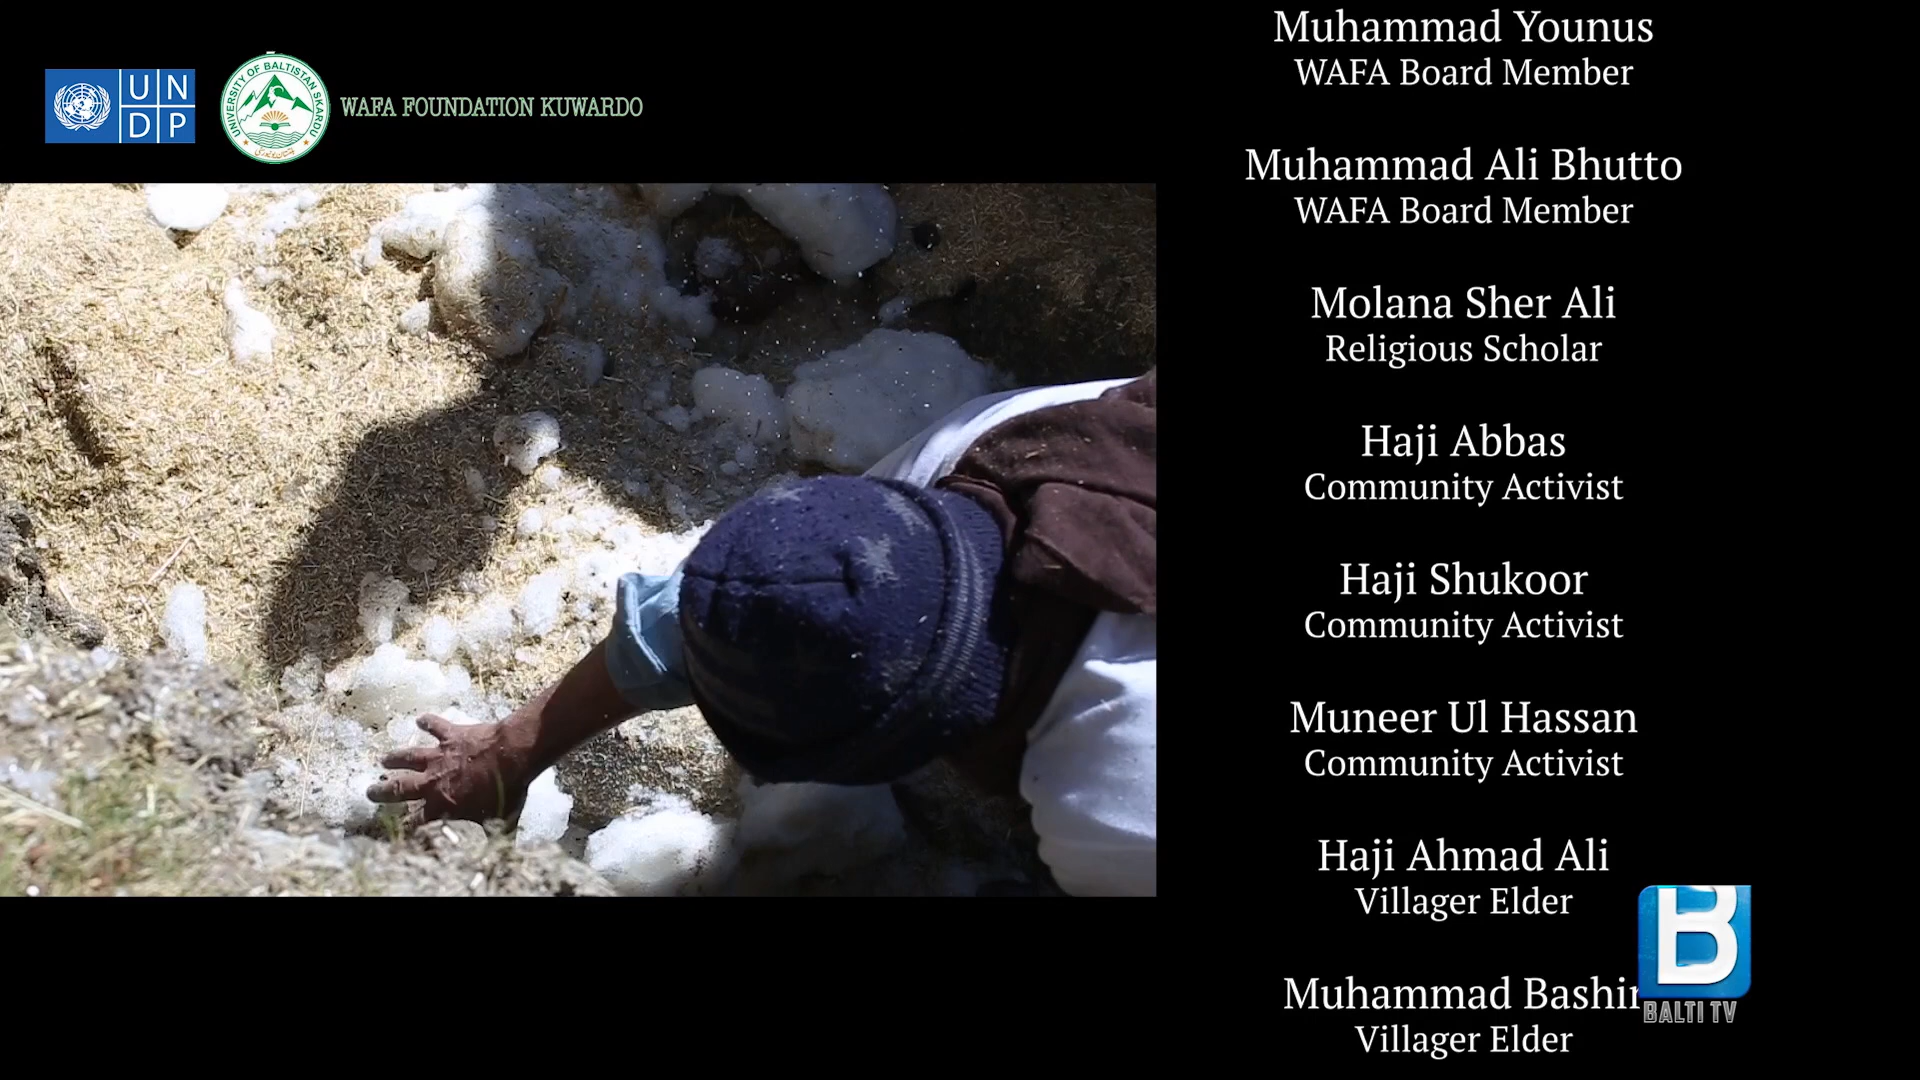 UN
DP
UNIVERSITY OF BALTISTAN SKARDU
WAFA FOUNDATION KUWARDO
Muhammad Younus
WAFA Board Member
Muhammad Ali Bhutto
WAFA Board Member
Molana Sher Ali
Religious Scholar
Haji Abbas
Community Activist
Haji Shukoor
Community Activist
Muneer Ul Hassan
Community Activist
Haji Ahmad Ali
Villager Elder
Muhammad Bashir
Villager Elder
B
BALTI TV